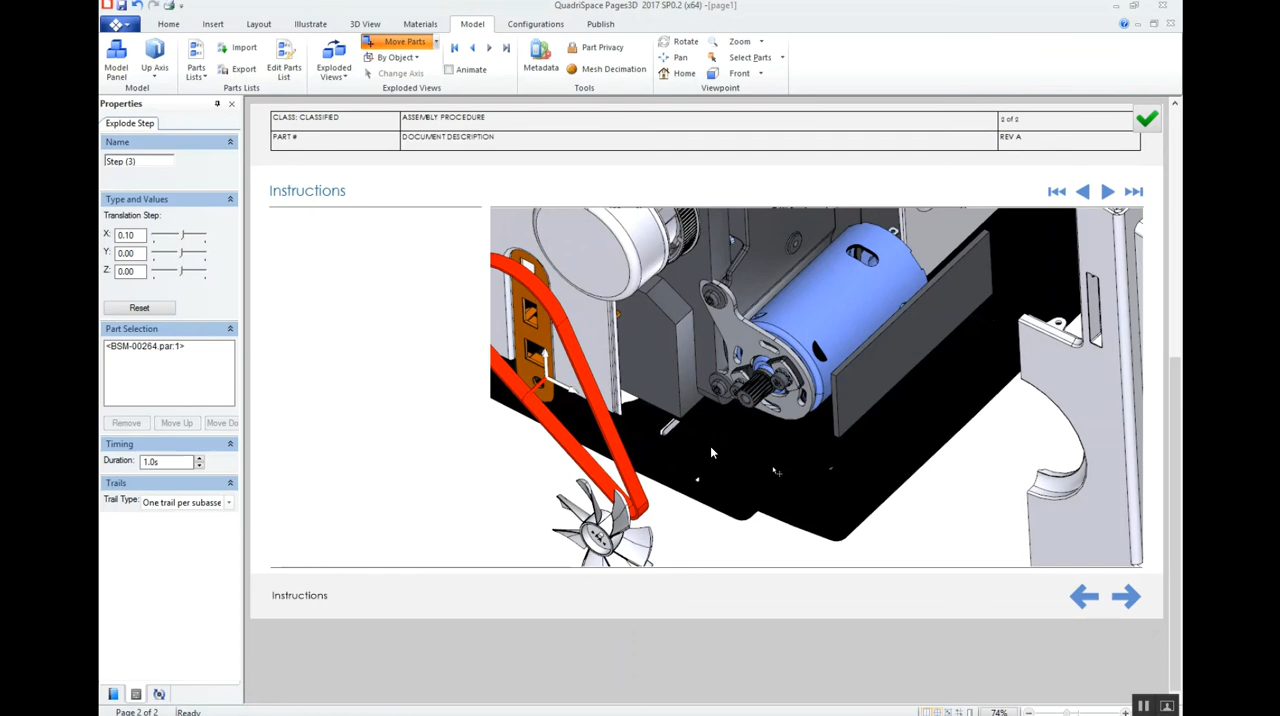 QuadriSpace Pages3D 2017 SP0.2 (x64) -[page1]
Home Insert Layout Illustrate 3D View Materials Model Configurations Publish
Model Panel
Up Axis
Model
Parts Lists
Import
Export
Edit Parts List
Parts Lists
Exploded Views
Move Parts
By Object
Change Axis
Animate
Exploded Views
Metadata
Part Privacy
Mesh Decimation
Tools
Rotate Zoom
Pan Select Parts
Home Front
Viewpoint
Properties
Explode Step
Name
Step (3)
Type and Values
Translation Step:
X: 0.10
Y: 0.00
Z: 0.00
Reset
Part Selection
<BSM-00264.par:1>
Remove Move Up Move Do
Timing
Duration: 1.0s
Trails
Trail Type: One trail per subasse
CLASS: CLASSIFIED ASSEMBLY PROCEDURE 2 of 2
PART # DOCUMENT DESCRIPTION REV A
Instructions
Instructions
Page 2 of 2 Ready 74%